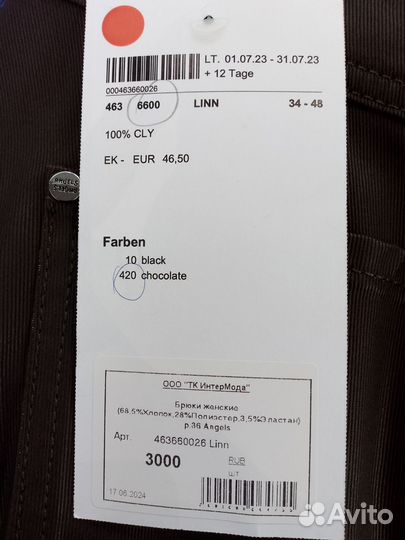 LT. 01.07.23 - 31.07.23
+ 12 Tage
000463660026
463 6600 LINN 34 - 48
100% CLY
EK - EUR 46,50
ANGELS
Farben
10 black
420 chocolate
ООО "ТК ИнтерМода"
Брюки женские
(68,5%Хлопок,28%Полиэстер,3,5%Эластан)
р.36 Angels
Арт. 463660026 Linn
3000 RUB
шт
17.06.2024
Avito